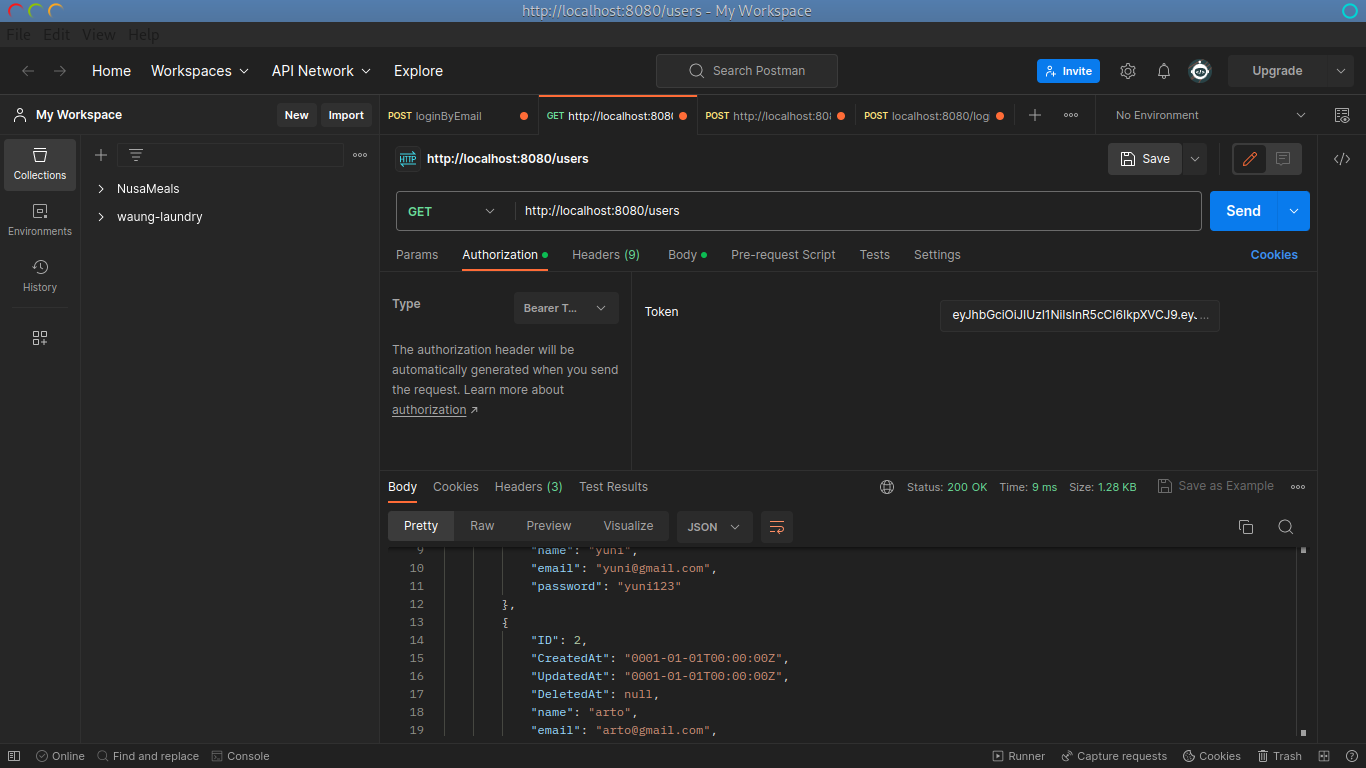 http://localhost:8080/users - My Workspace
File Edit View Help
Home Workspaces API Network Explore Search Postman Invite Upgrade
My Workspace New Import POST loginByEmail GET http://localhost:808 POST http://localhost:80 POST localhost:8080/log No Environment
Collections
Environments
History
NusaMeals
waung-laundry
HTTP http://localhost:8080/users Save
GET http://localhost:8080/users Send
Params Authorization Headers (9) Body Pre-request Script Tests Settings Cookies
Type Bearer T... Token eyJhbGciOiJIUzI1NiIsInR5cCI6IkpXVCJ9.ey. ...
The authorization header will be
automatically generated when you send
the request. Learn more about
authorization ↗
Body Cookies Headers (3) Test Results Status: 200 OK Time: 9 ms Size: 1.28 KB Save as Example
Pretty Raw Preview Visualize JSON
9 "name": "yuni",
10 "email": "yuni@gmail.com",
11 "password": "yuni123"
12 },
13 {
14 "ID": 2,
15 "CreatedAt": "0001-01-01T00:00:00Z",
16 "UpdatedAt": "0001-01-01T00:00:00Z",
17 "DeletedAt": null,
18 "name": "arto",
19 "email": "arto@gmail.com",
Online Find and replace Console Runner Capture requests Cookies Trash